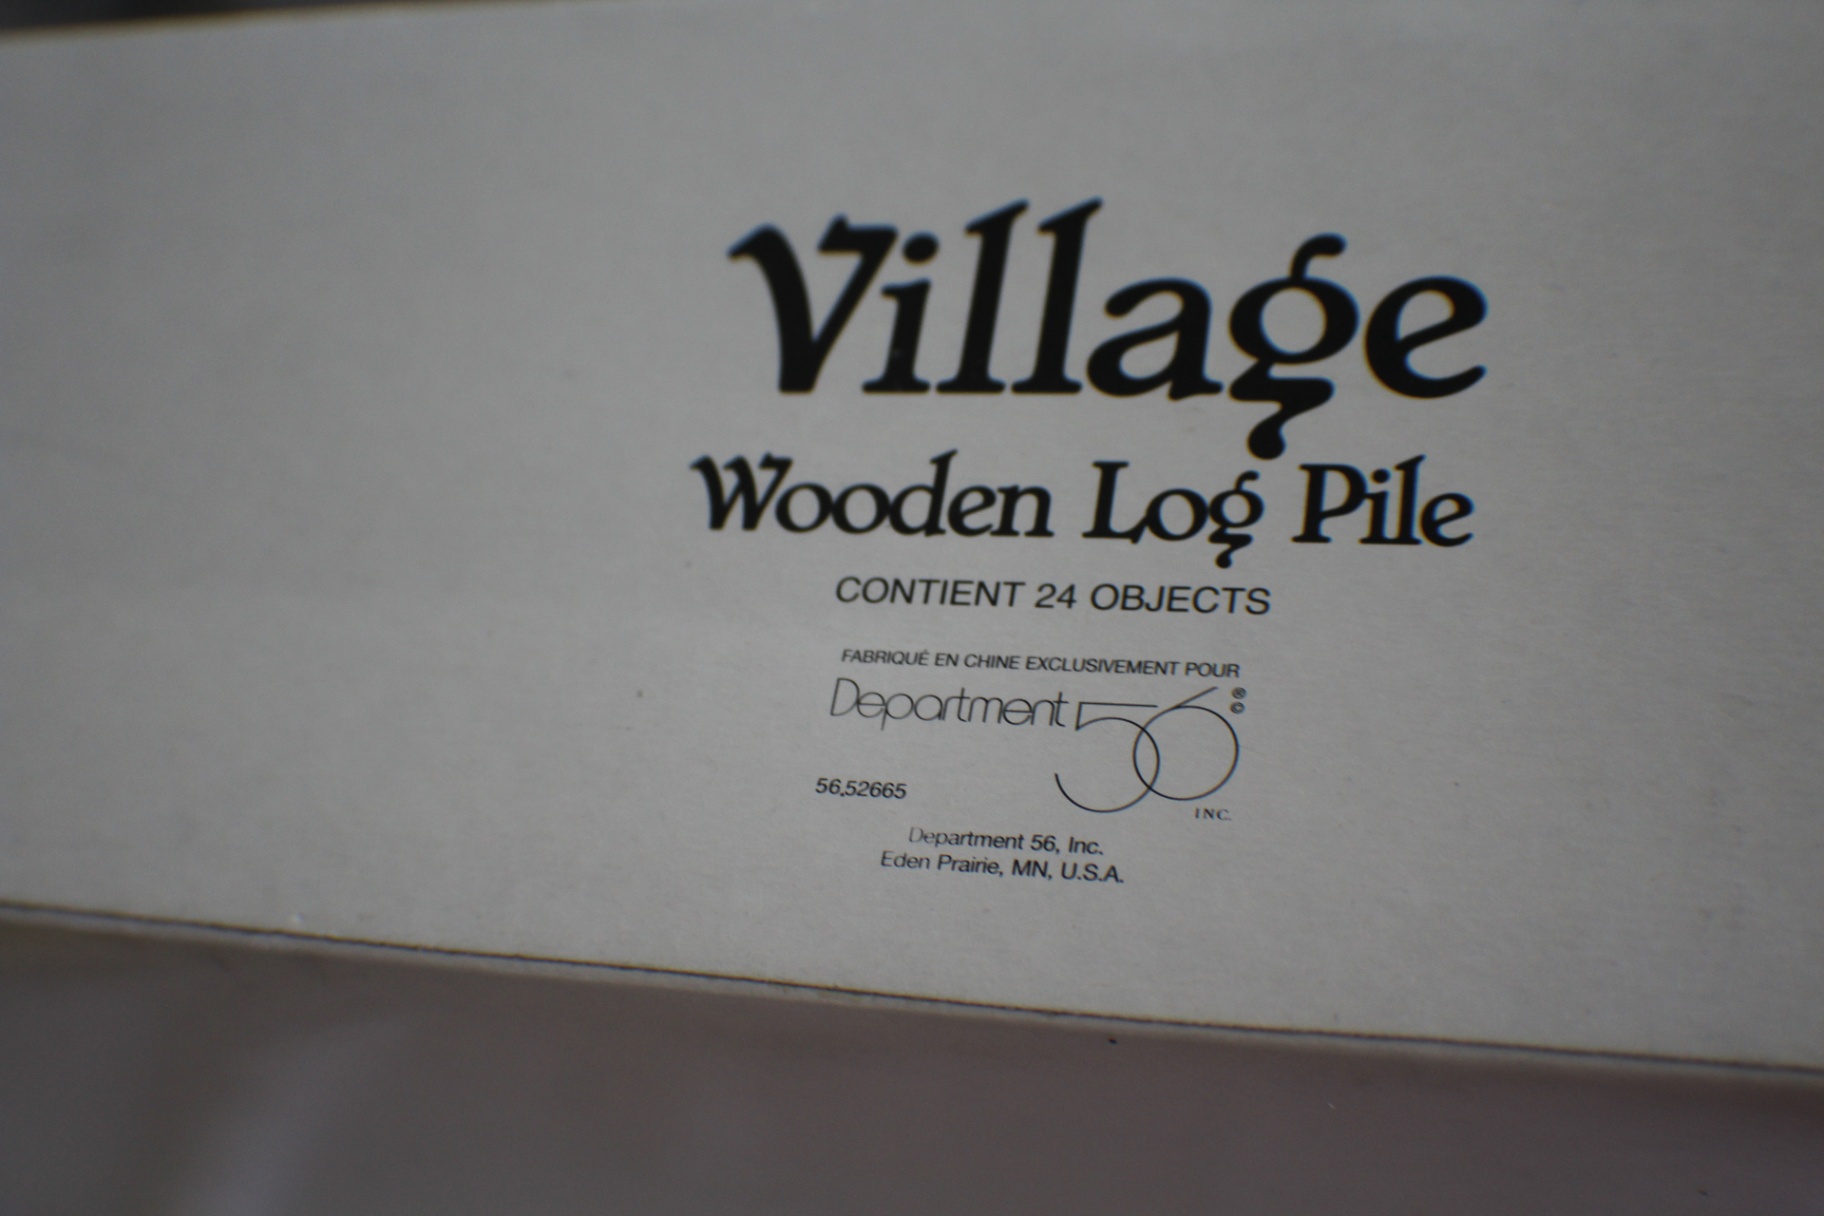 Village
Wooden Log Pile
CONTIENT 24 OBJECTS
FABRIQUÉ EN CHINE EXCLUSIVEMENT POUR
Department 56 ® ©
INC.
56.52665
Department 56, Inc.
Eden Prairie, MN, U.S.A.